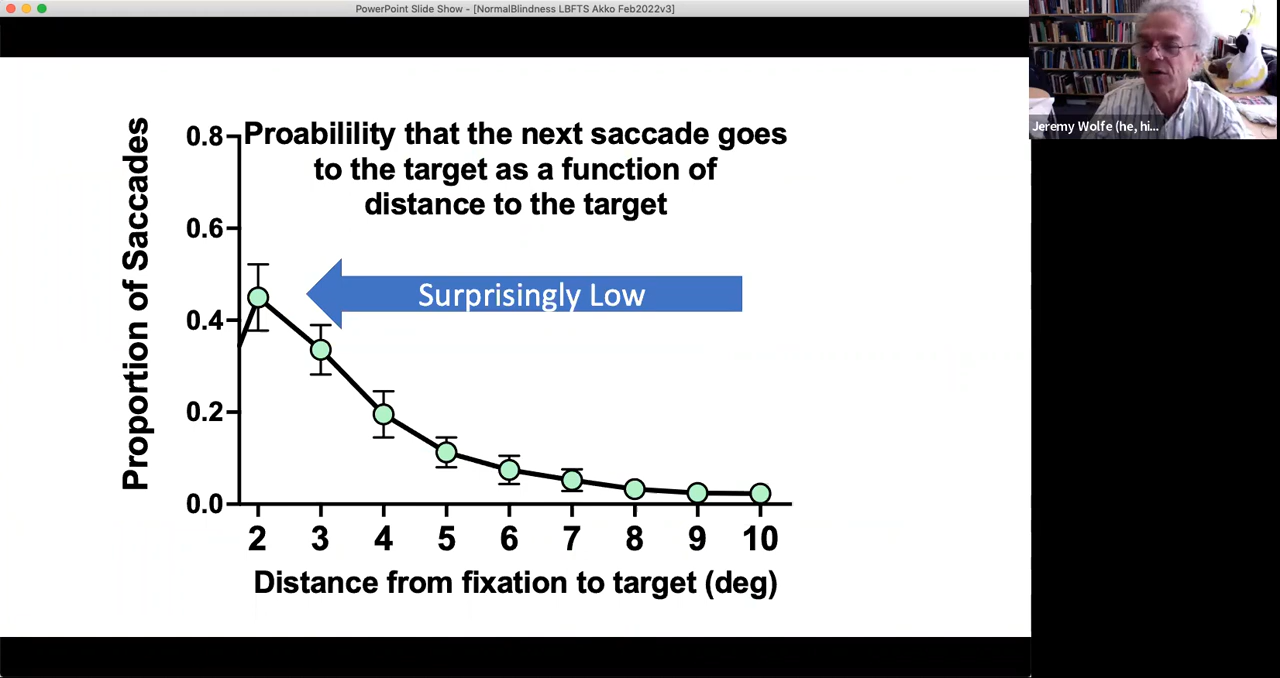 PowerPoint Slide Show - [NormalBlindness LBFTS Akko Feb2022v3]
Jeremy Wolfe (he, hi...
Proabilility that the next saccade goes
to the target as a function of
distance to the target
Surprisingly Low
Proportion of Saccades
0.8
0.6
0.4
0.2
0.0
2 3 4 5 6 7 8 9 10
Distance from fixation to target (deg)